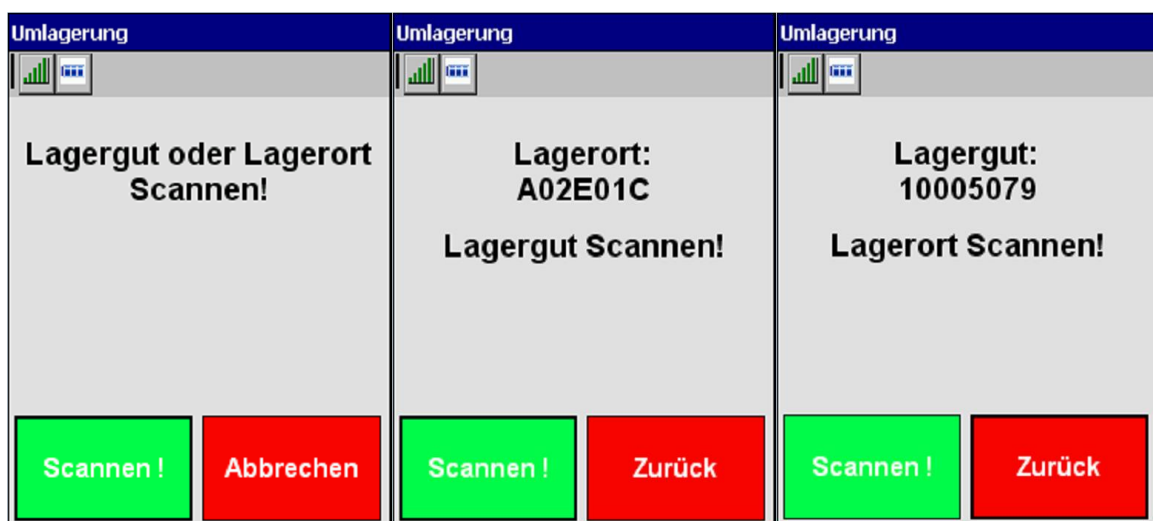 Umlagerung
Lagergut oder Lagerort
Scannen!
Scannen !
Abbrechen
Umlagerung
Lagerort:
A02E01C
Lagergut Scannen!
Scannen !
Zurück
Umlagerung
Lagergut:
10005079
Lagerort Scannen!
Scannen !
Zurück